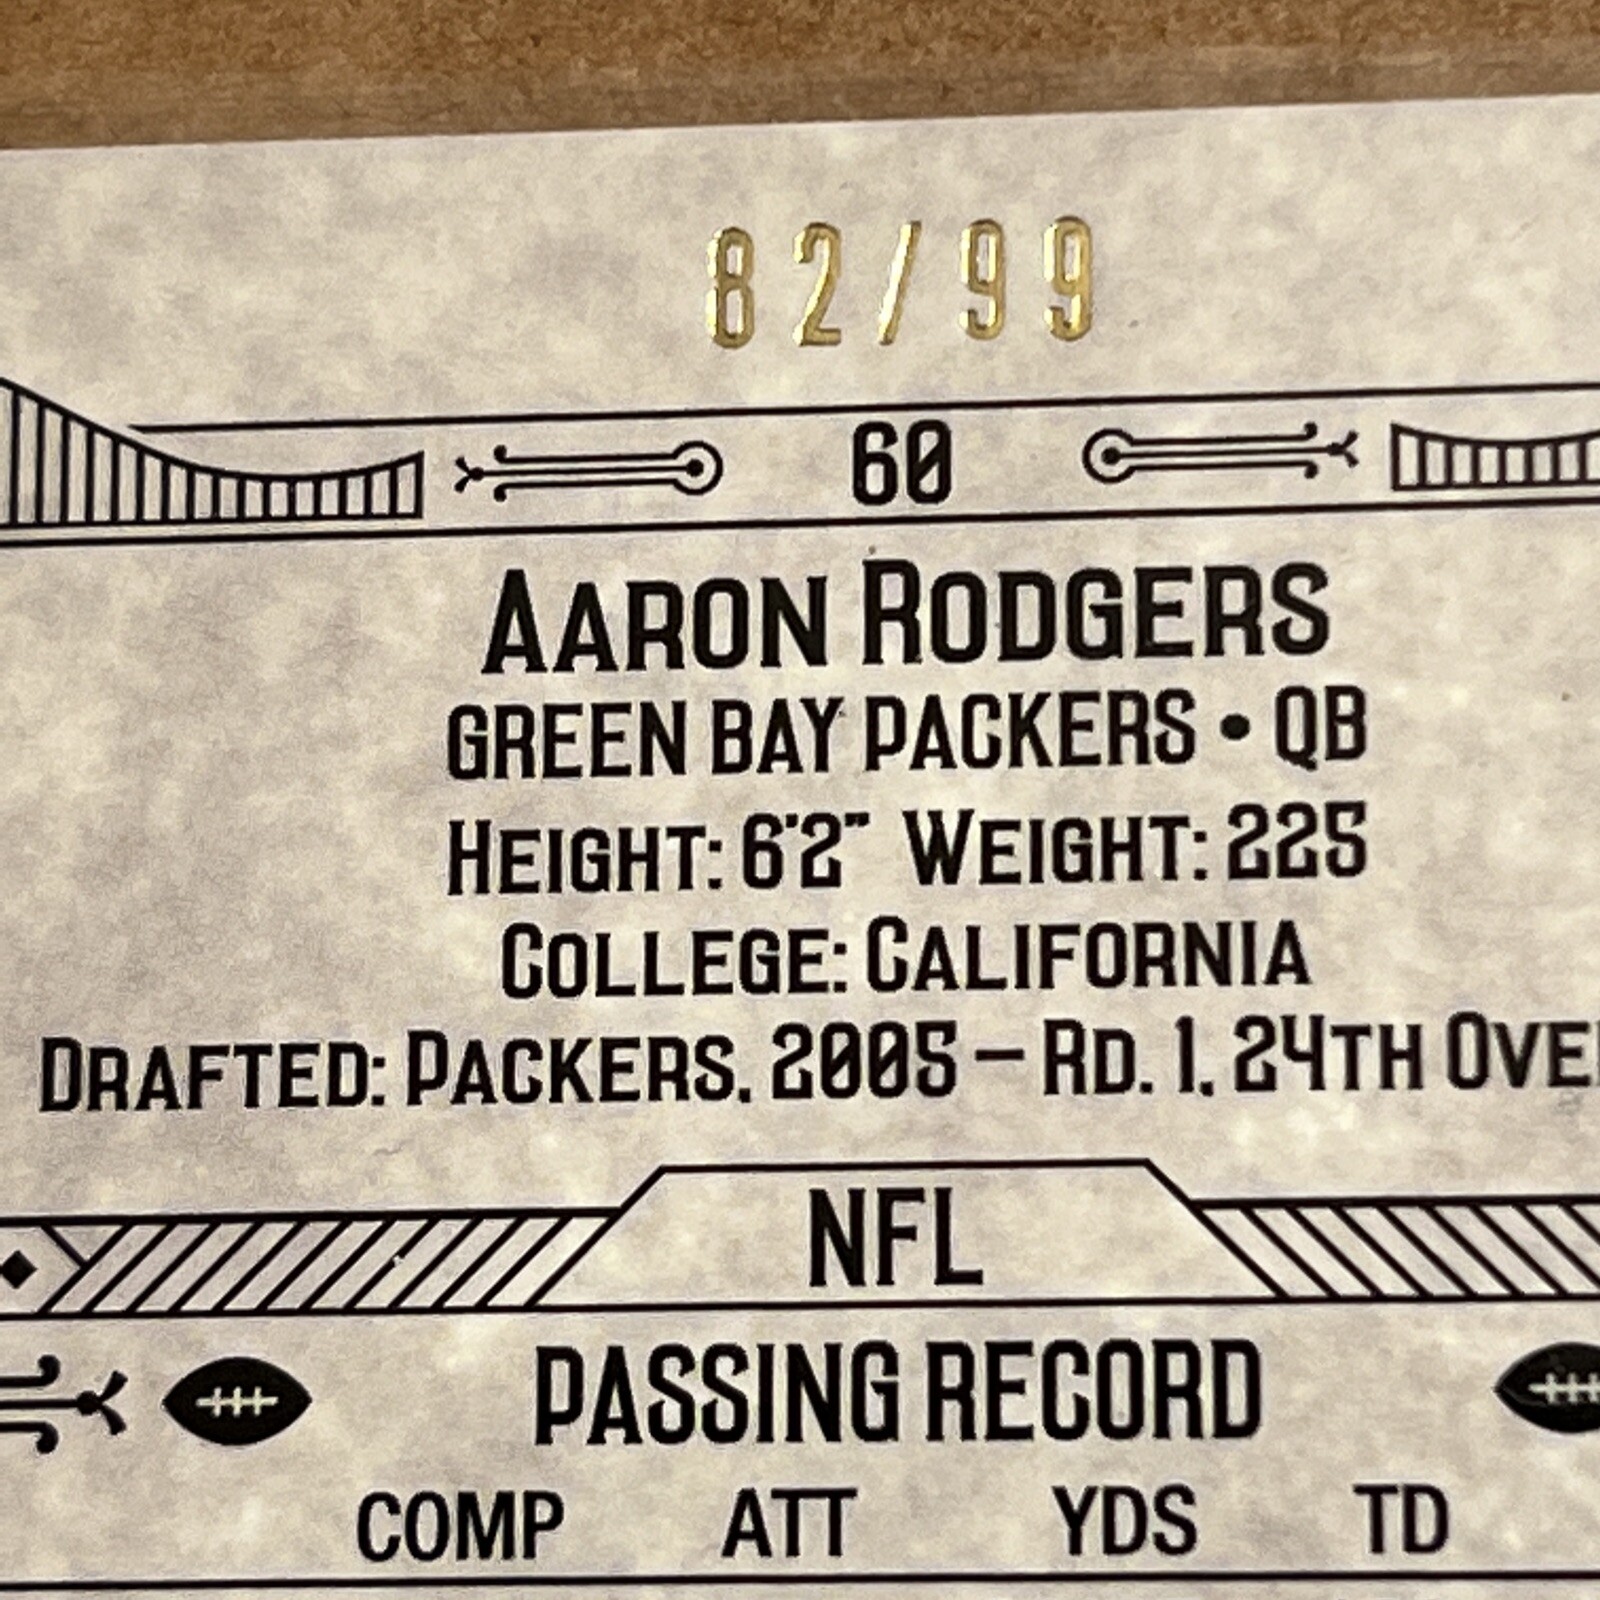 82/99
60
AARON RODGERS
GREEN BAY PACKERS • QB
HEIGHT: 6'2" WEIGHT: 225
COLLEGE: CALIFORNIA
DRAFTED: PACKERS, 2005 – RD. 1, 24TH
NFL
PASSING RECORD
COMP ATT YDS TD